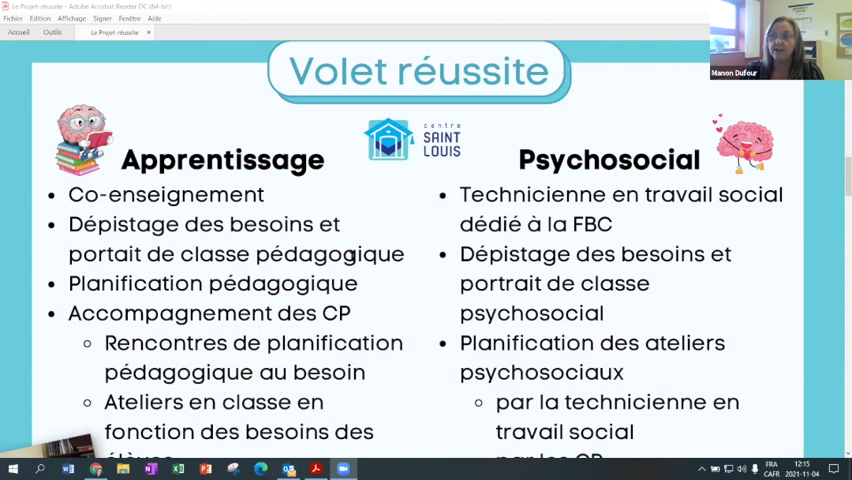 Le Projet-réussite - Adobe Acrobat Reader DC (64-bit)
Fichier Edition Affichage Signer Fenêtre Aide
Accueil Outils Le Projet-réussite ×
Manon Dufour
Volet réussite
centre
SAINT
LOUIS
Apprentissage
• Co-enseignement
• Dépistage des besoins et
portait de classe pédagogique
• Planification pédagogique
• Accompagnement des CP
◦ Rencontres de planification
pédagogique au besoin
◦ Ateliers en classe en
fonction des besoins des
élèves
Psychosocial
• Technicienne en travail social
dédié à la FBC
• Dépistage des besoins et
portrait de classe
psychosocial
• Planification des ateliers
psychosociaux
◦ par la technicienne en
travail social
par les CP
FRA
CAFR
12:15
2021-11-04